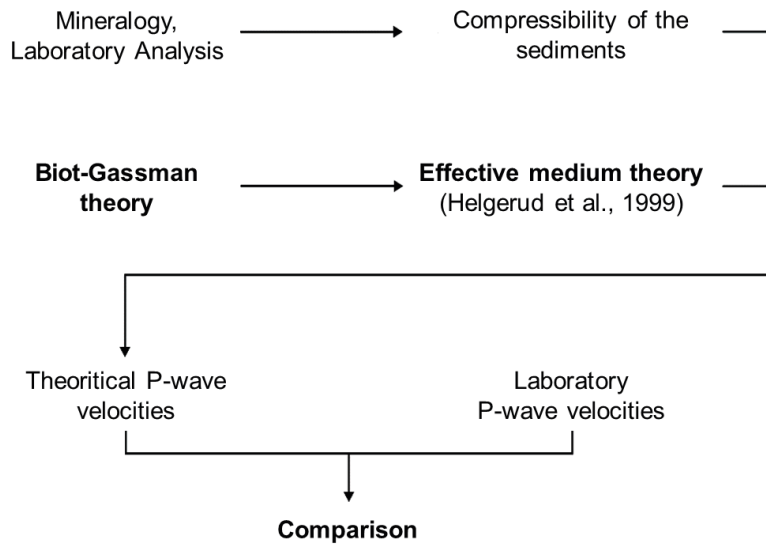 Mineralogy,
Laboratory Analysis
Compressibility of the
sediments
Biot-Gassman
theory
Effective medium theory
(Helgerud et al., 1999)
Theoritical P-wave
velocities
Laboratory
P-wave velocities
Comparison